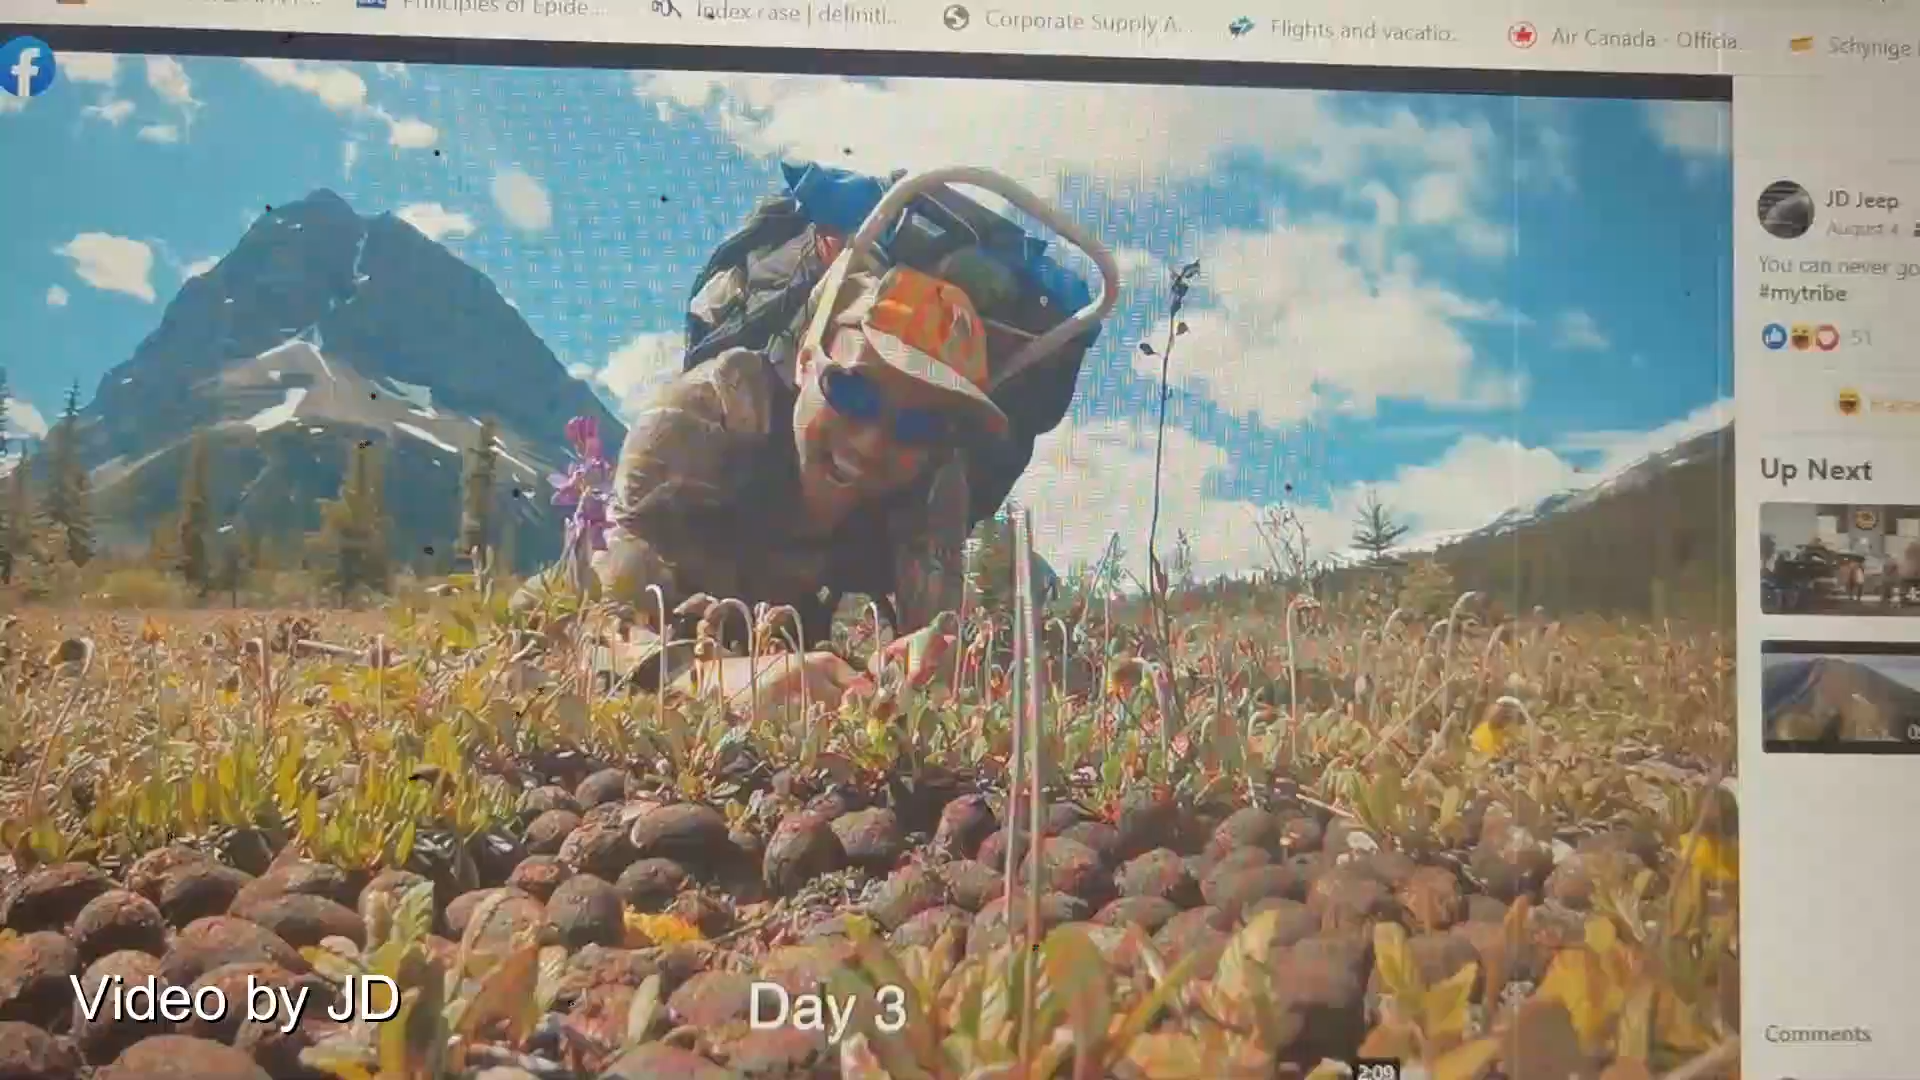 Principles of Epide...
Index case | definiti...
Corporate Supply A...
Flights and vacatio...
Air Canada - Officia...
Schynige
JD Jeep
August 4
You can never go
#mytribe
51
Up Next
Video by JD
Day 3
Comments
2:09